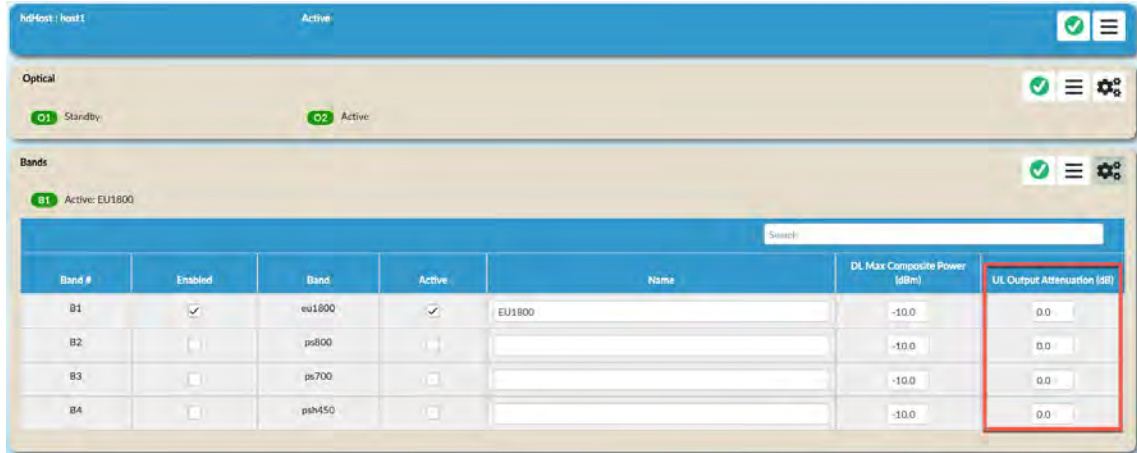 hdHost : host1 Active
Optical
O1 Standby O2 Active
Bands
B1 Active: EU1800
Search
Band # Enabled Band Active Name DL Max Composite Power (dBm) UL Output Attenuation (dB)
B1 eu1800 EU1800 -10.0 0.0
B2 ps800 -10.0 0.0
B3 ps700 -10.0 0.0
B4 psh450 -10.0 0.0